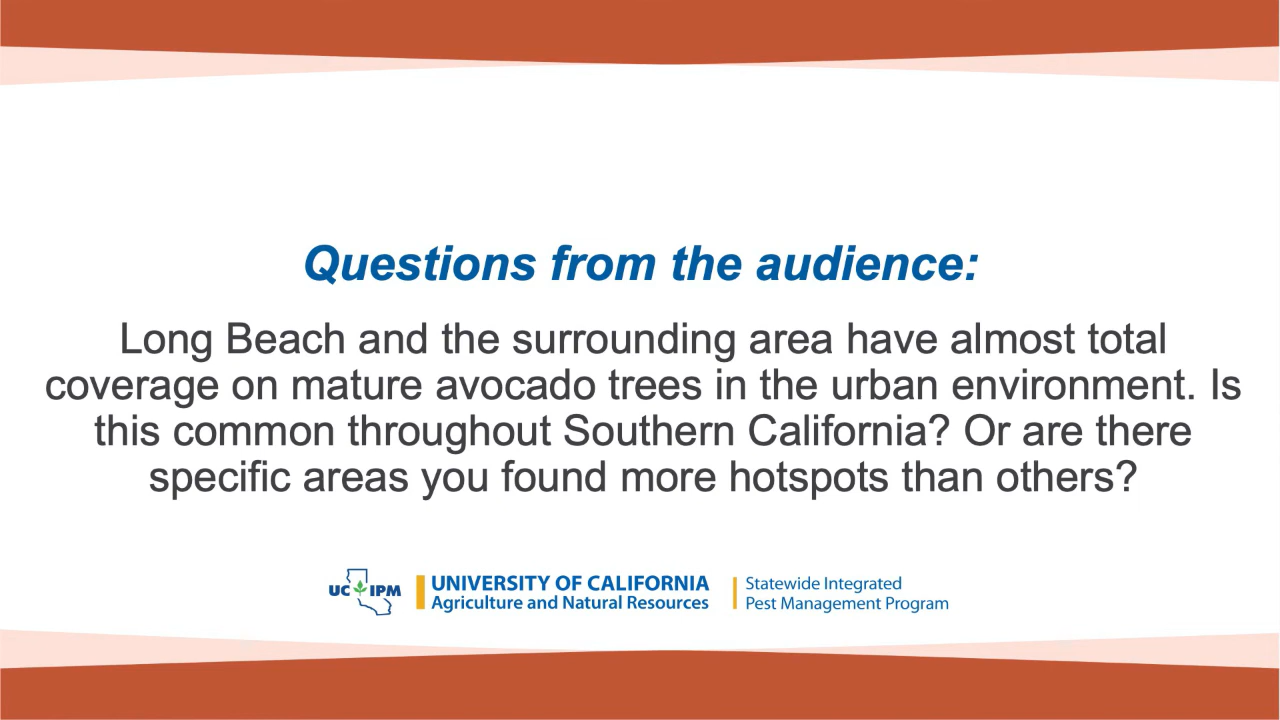 Questions from the audience:
Long Beach and the surrounding area have almost total
coverage on mature avocado trees in the urban environment. Is
this common throughout Southern California? Or are there
specific areas you found more hotspots than others?
UC IPM
UNIVERSITY OF CALIFORNIA
Agriculture and Natural Resources
Statewide Integrated
Pest Management Program